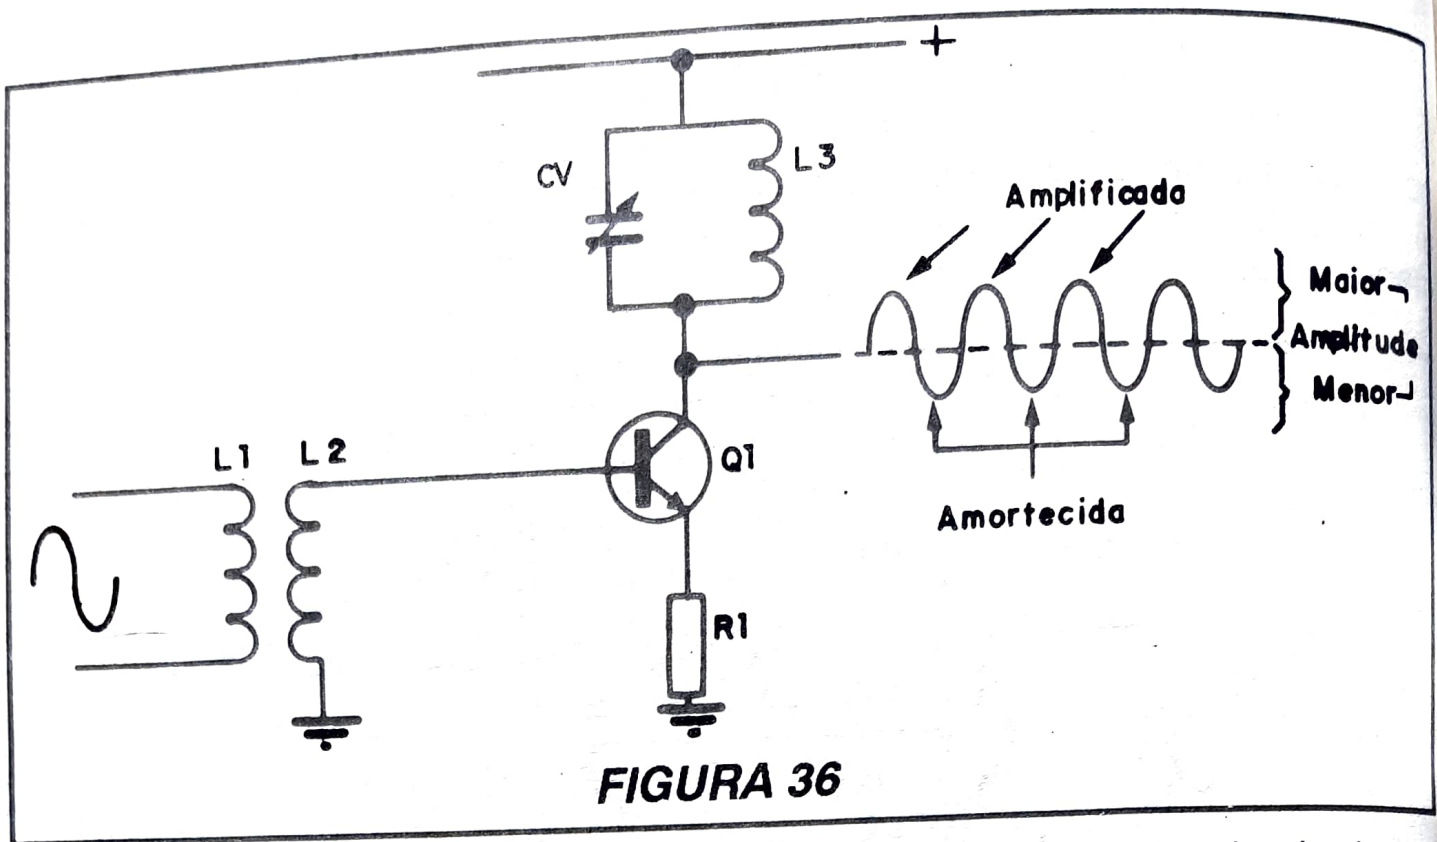 +
CV
L3
Amplificada
Maior
Amplitude
Menor
L1
L2
Q1
Amortecida
R1
FIGURA 36